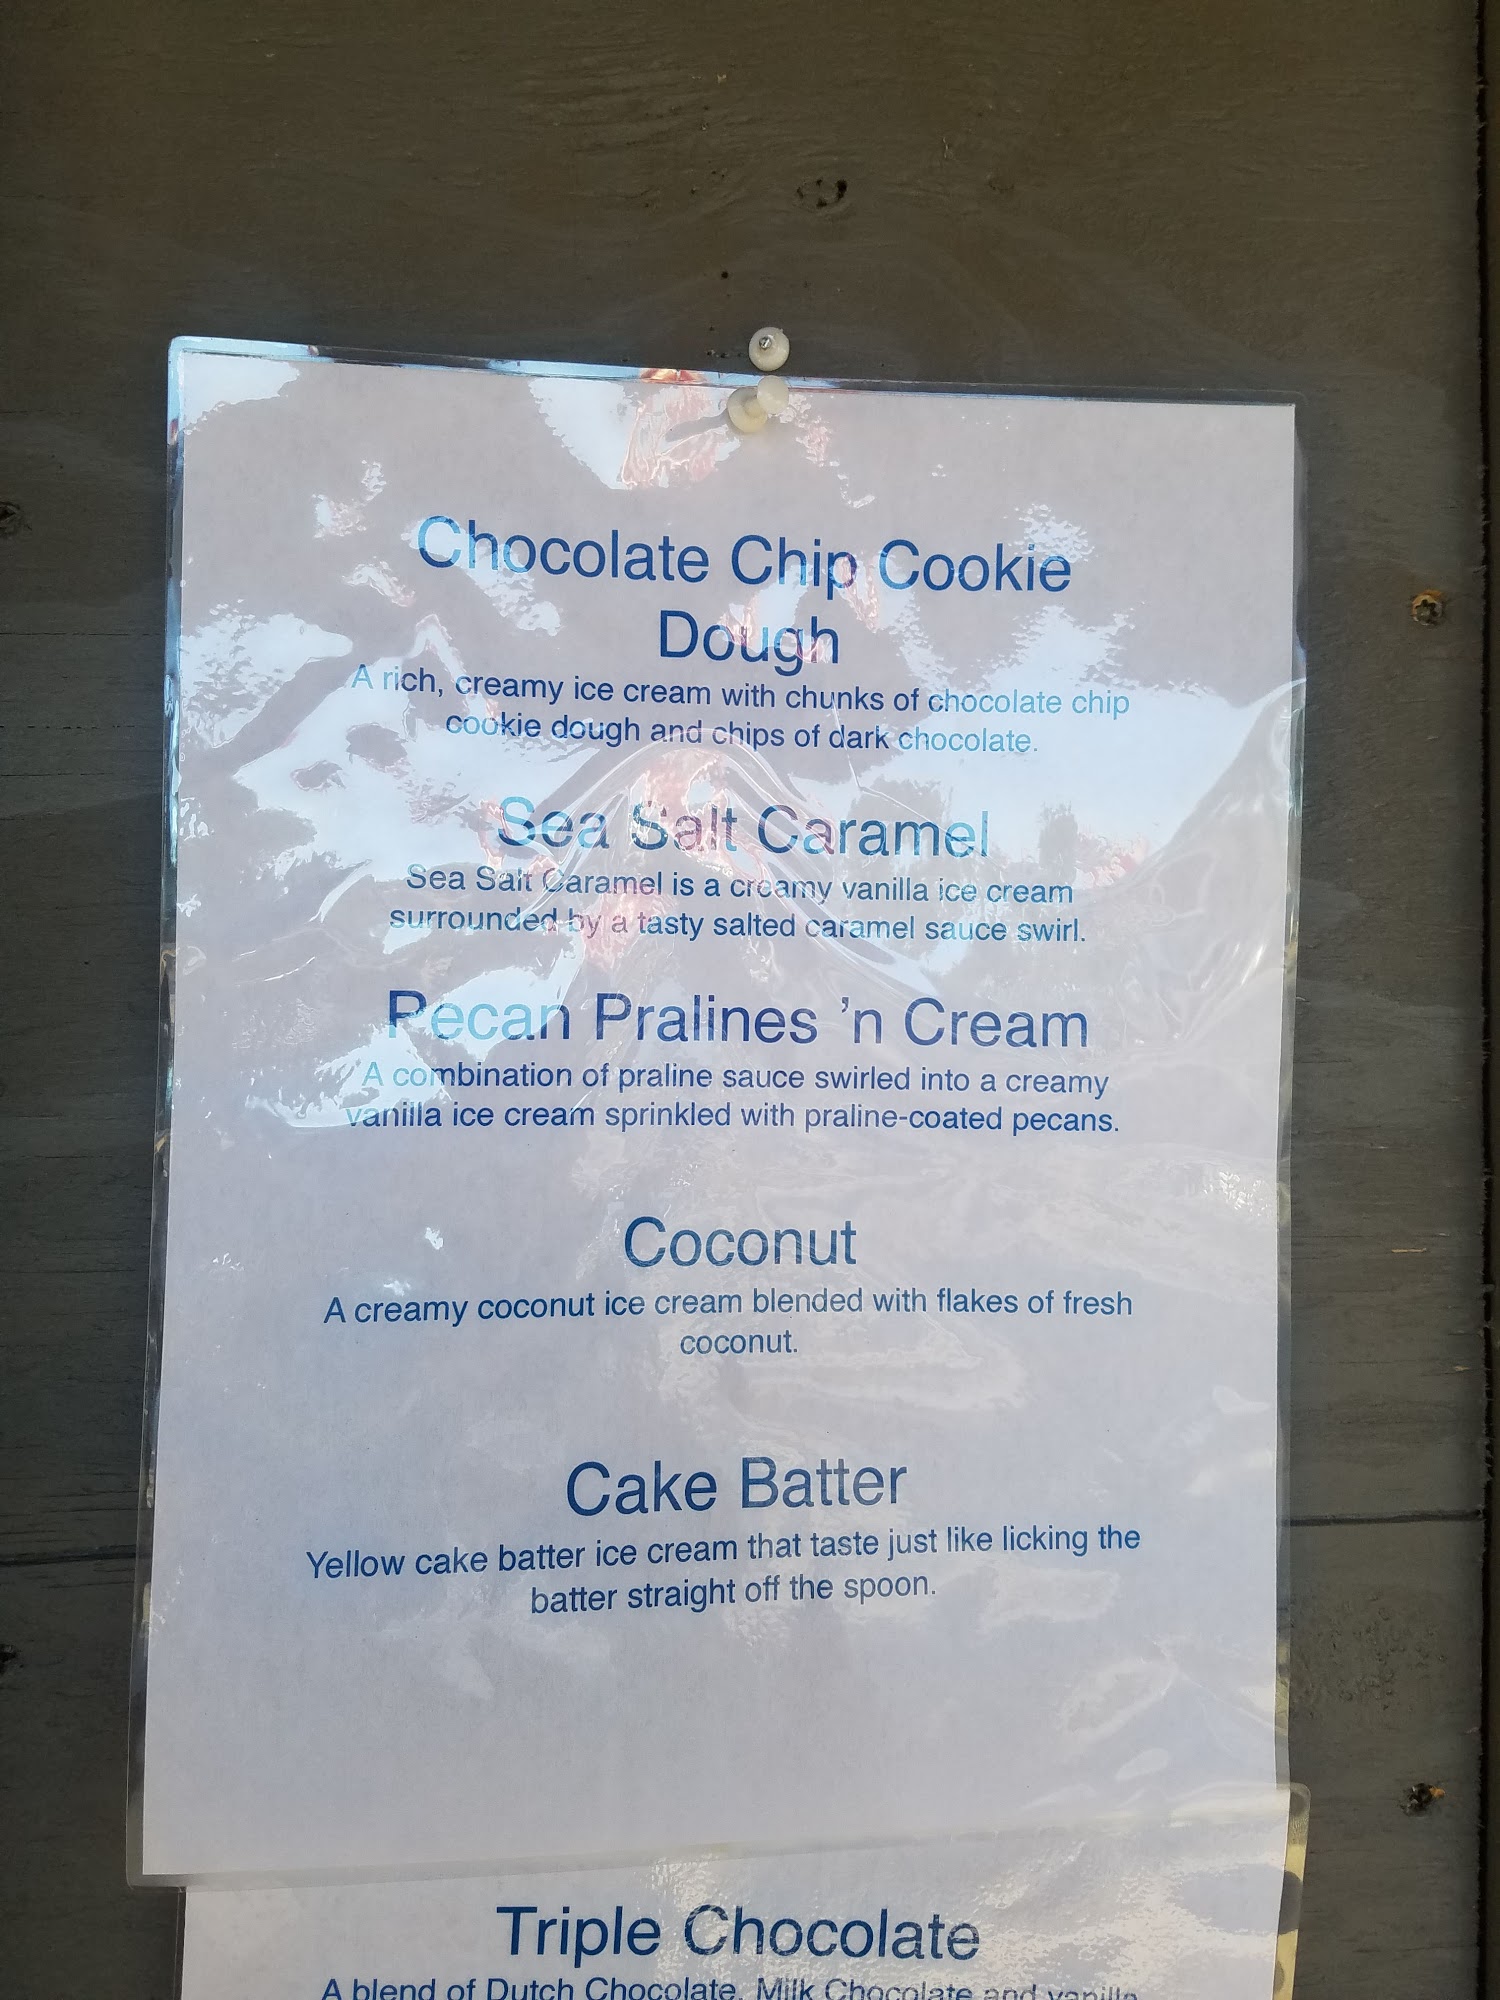 Chocolate Chip Cookie
Dough
A rich, creamy ice cream with chunks of chocolate chip
cookie dough and chips of dark chocolate.
Sea Salt Caramel
Sea Salt Caramel is a creamy vanilla ice cream
surrounded by a tasty salted caramel sauce swirl.
Pecan Pralines 'n Cream
A combination of praline sauce swirled into a creamy
vanilla ice cream sprinkled with praline-coated pecans.
Coconut
A creamy coconut ice cream blended with flakes of fresh
coconut.
Cake Batter
Yellow cake batter ice cream that taste just like licking the
batter straight off the spoon.
Triple Chocolate
A blend of Dutch Chocolate, Milk Chocolate and vanilla